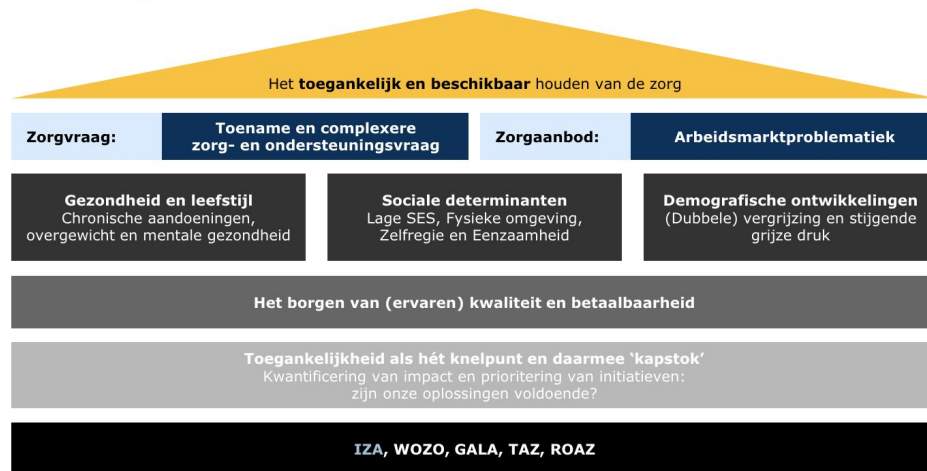 Het toegankelijk en beschikbaar houden van de zorg
Zorgvraag:
Toename en complexere
zorg- en ondersteuningsvraag
Zorgaanbod:
Arbeidsmarktproblematiek
Gezondheid en leefstijl
Chronische aandoeningen,
overgewicht en mentale gezondheid
Sociale determinanten
Lage SES, Fysieke omgeving,
Zelfregie en Eenzaamheid
Demografische ontwikkelingen
(Dubbele) vergrijzing en stijgende
grijze druk
Het borgen van (ervaren) kwaliteit en betaalbaarheid
Toegankelijkheid als hét knelpunt en daarmee ‘kapstok’
Kwantificering van impact en prioritering van initiatieven:
zijn onze oplossingen voldoende?
IZA, WOZO, GALA, TAZ, ROAZ